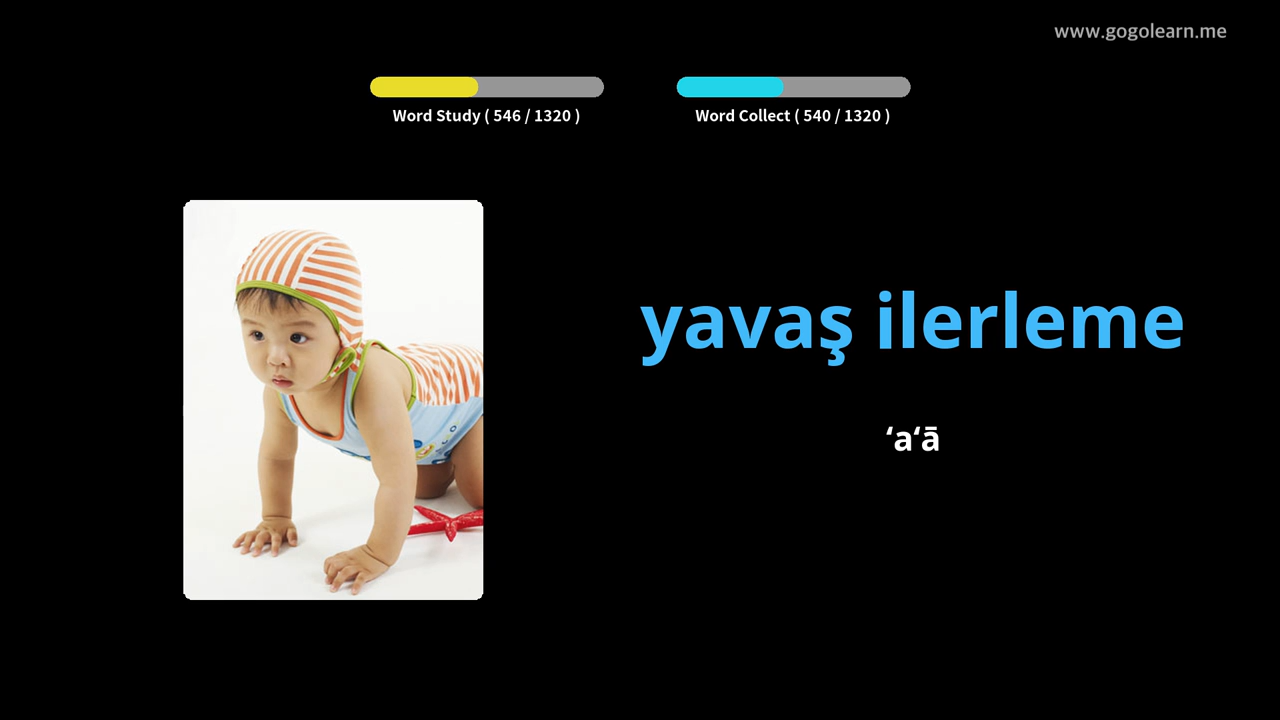 www.gogolearn.me
Word Study ( 546 / 1320 )
Word Collect ( 540 / 1320 )
yavaş ilerleme
ʻaʻā